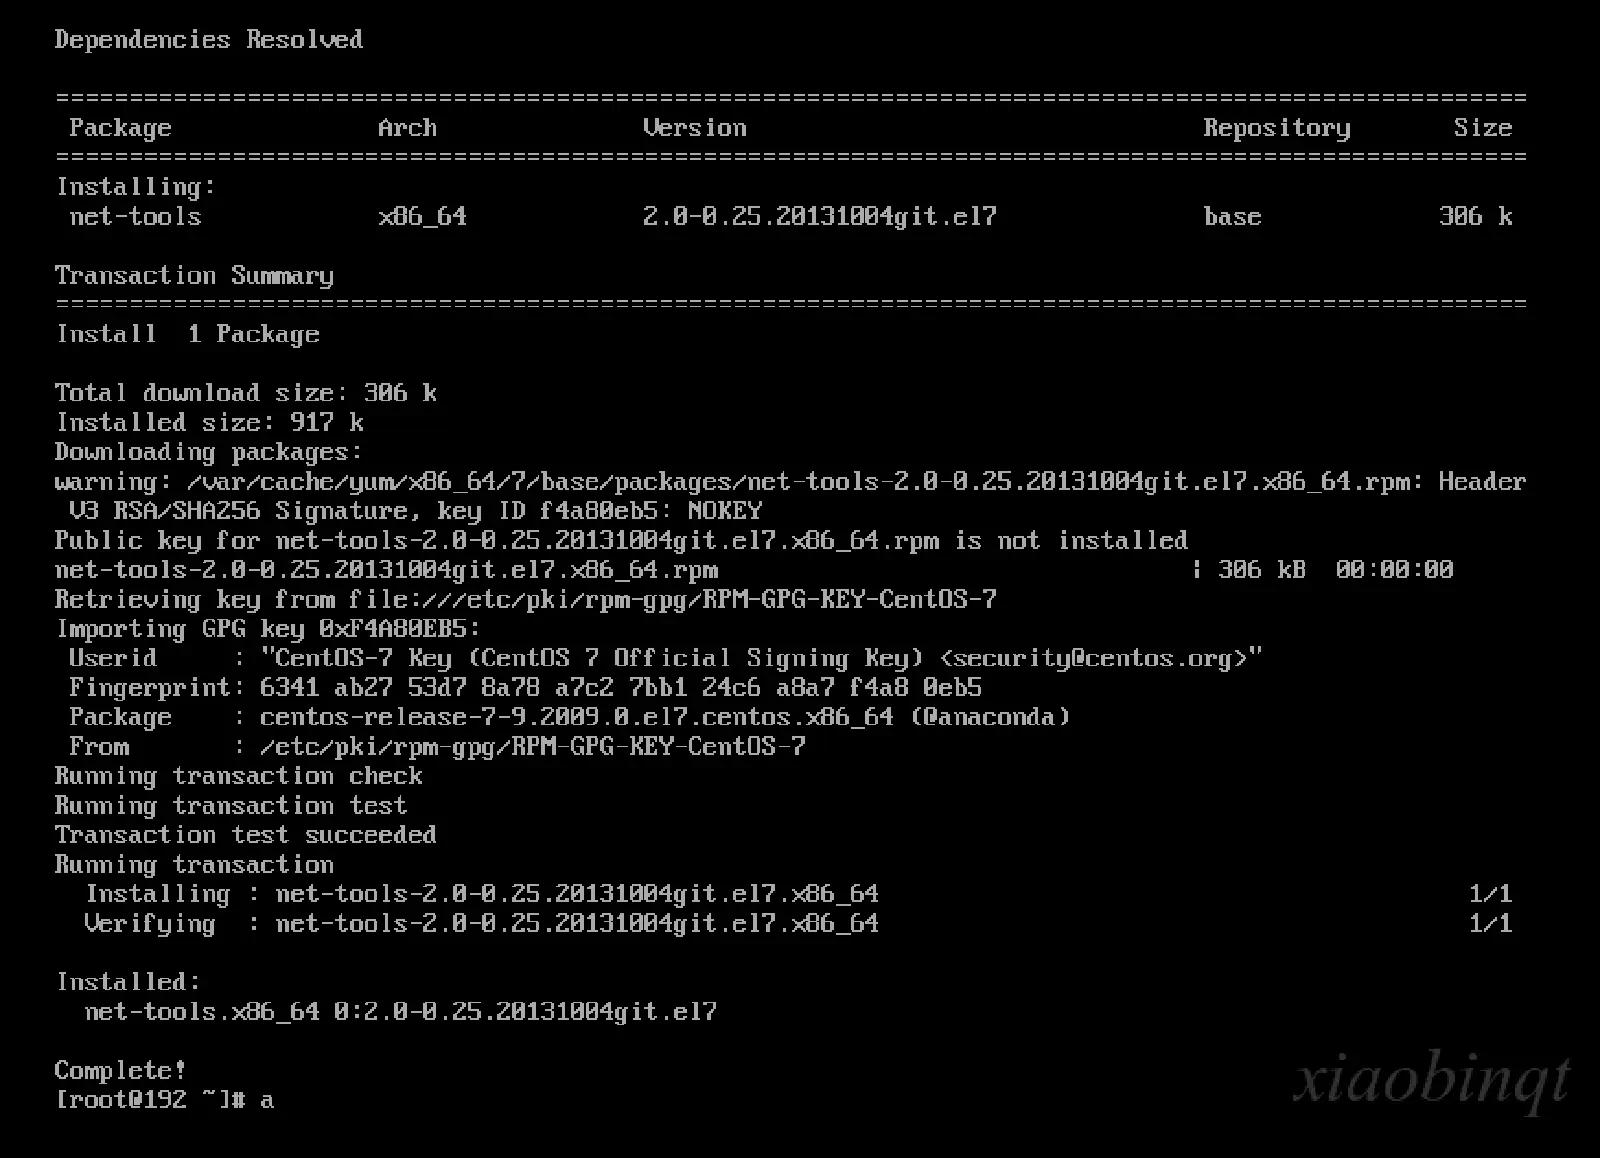 Dependencies Resolved
================================================================================
Package Arch Version Repository Size
================================================================================
Installing:
net-tools x86_64 2.0-0.25.20131004git.el7 base 306 k
Transaction Summary
================================================================================
Install 1 Package
Total download size: 306 k
Installed size: 917 k
Downloading packages:
warning: /var/cache/yum/x86_64/7/base/packages/net-tools-2.0-0.25.20131004git.el7.x86_64.rpm: Header
V3 RSA/SHA256 Signature, key ID f4a80eb5: NOKEY
Public key for net-tools-2.0-0.25.20131004git.el7.x86_64.rpm is not installed
net-tools-2.0-0.25.20131004git.el7.x86_64.rpm | 306 kB 00:00:00
Retrieving key from file:///etc/pki/rpm-gpg/RPM-GPG-KEY-CentOS-7
Importing GPG key 0xF4A80EB5:
Userid : "CentOS-7 Key (CentOS 7 Official Signing Key) <security@centos.org>"
Fingerprint: 6341 ab27 53d7 8a78 a7c2 7bb1 24c6 a8a7 f4a8 0eb5
Package : centos-release-7-9.2009.0.el7.centos.x86_64 (@anaconda)
From : /etc/pki/rpm-gpg/RPM-GPG-KEY-CentOS-7
Running transaction check
Running transaction test
Transaction test succeeded
Running transaction
Installing : net-tools-2.0-0.25.20131004git.el7.x86_64 1/1
Verifying : net-tools-2.0-0.25.20131004git.el7.x86_64 1/1
Installed:
net-tools.x86_64 0:2.0-0.25.20131004git.el7
Complete!
[root@192 ~]# a
xiaobinqt